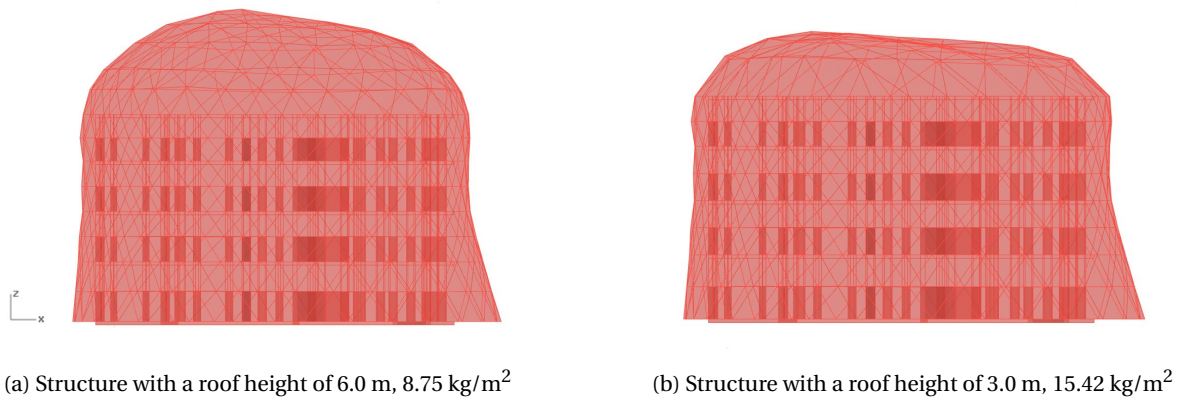 z
x
(a) Structure with a roof height of 6.0 m, 8.75 kg/m²
(b) Structure with a roof height of 3.0 m, 15.42 kg/m²